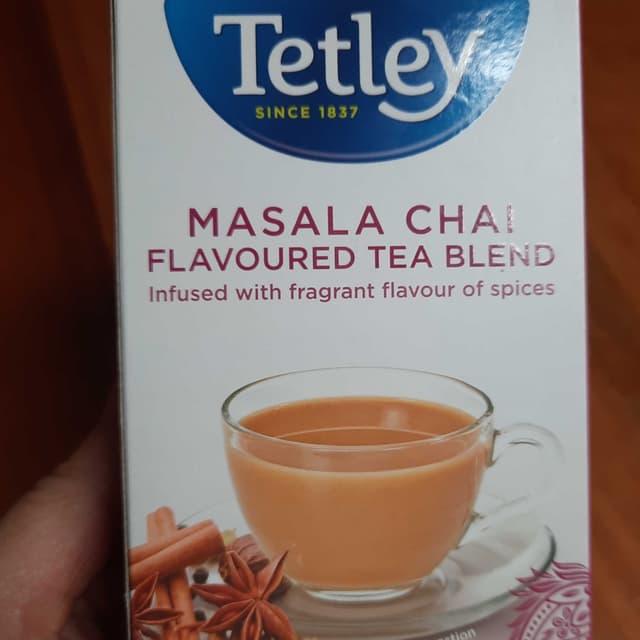 Tetley
SINCE 1837
MASALA CHAI
FLAVOURED TEA BLEND
Infused with fragrant flavour of spices